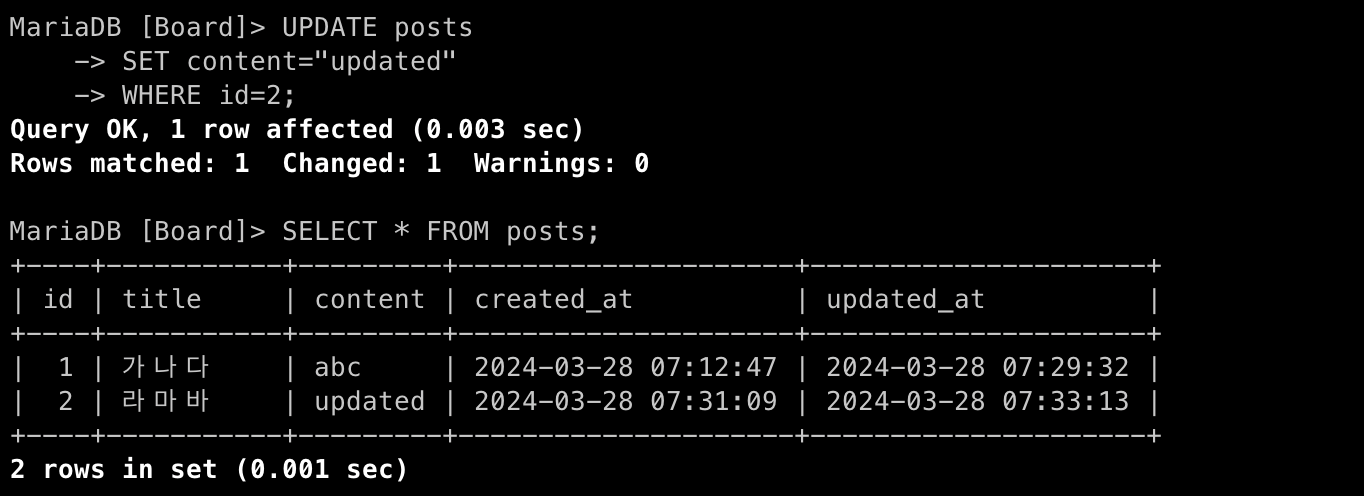 MariaDB [Board]> UPDATE posts
    -> SET content="updated"
    -> WHERE id=2;
Query OK, 1 row affected (0.003 sec)
Rows matched: 1  Changed: 1  Warnings: 0
MariaDB [Board]> SELECT * FROM posts;
+----+-----------+---------+---------------------+---------------------+
| id | title     | content | created_at          | updated_at          |
+----+-----------+---------+---------------------+---------------------+
|  1 | 가나다    | abc     | 2024-03-28 07:12:47 | 2024-03-28 07:29:32 |
|  2 | 라마바    | updated | 2024-03-28 07:31:09 | 2024-03-28 07:33:13 |
+----+-----------+---------+---------------------+---------------------+
2 rows in set (0.001 sec)